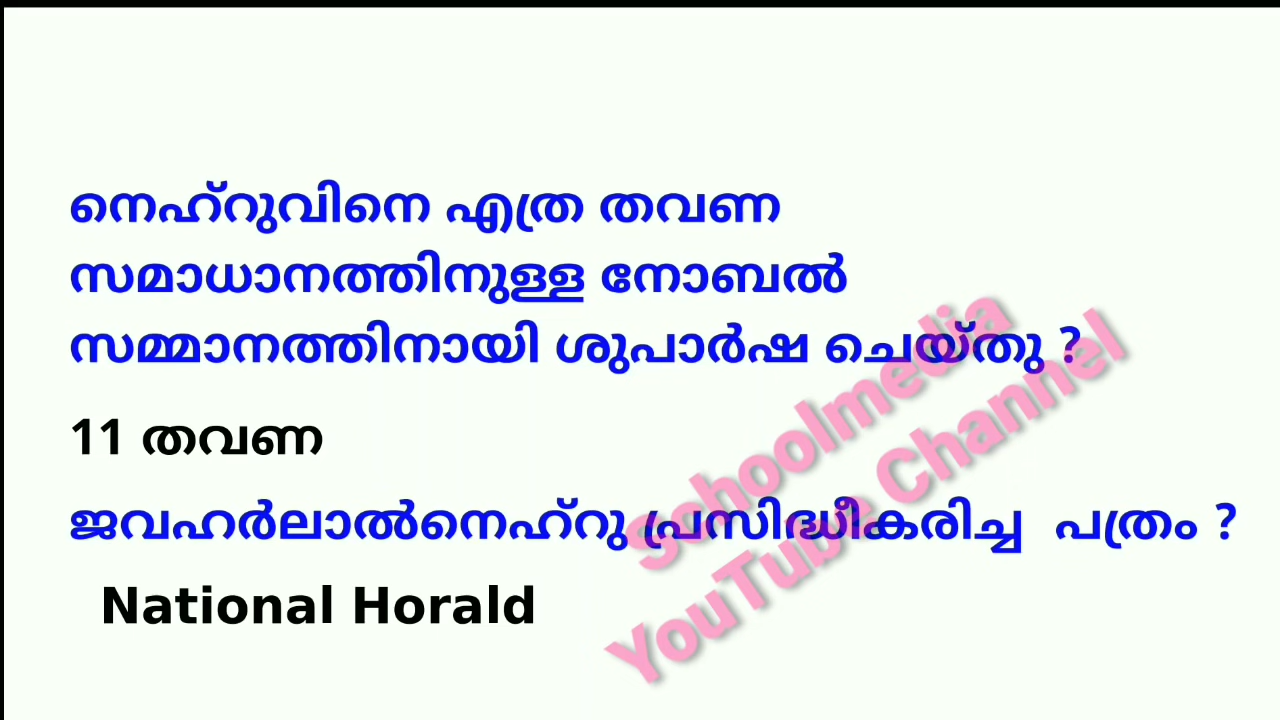 നെഹ്റുവിനെ എത്ര തവണ
സമാധാനത്തിനുള്ള നോബൽ
സമ്മാനത്തിനായി ശുപാർഷ ചെയ്തു ?
11 തവണ
ജവഹർലാൽനെഹ്റു പ്രസിദ്ധീകരിച്ച പത്രം ?
National Horald
Schoolmedia
YouTube Channel